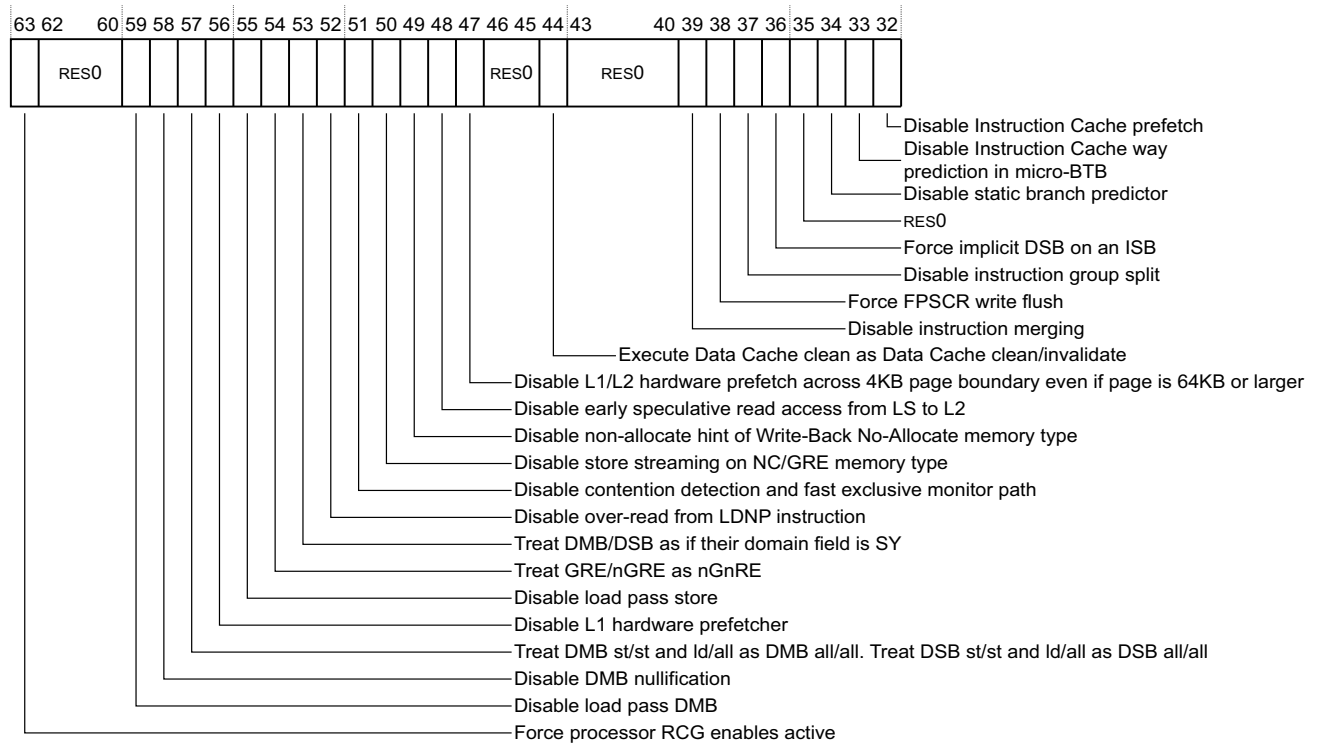 63 62 60 59 58 57 56 55 54 53 52 51 50 49 48 47 46 45 44 43 40 39 38 37 36 35 34 33 32
RES0 RES0 RES0
Disable Instruction Cache prefetch
Disable Instruction Cache way
prediction in micro-BTB
Disable static branch predictor
RES0
Force implicit DSB on an ISB
Disable instruction group split
Force FPSCR write flush
Disable instruction merging
Execute Data Cache clean as Data Cache clean/invalidate
Disable L1/L2 hardware prefetch across 4KB page boundary even if page is 64KB or larger
Disable early speculative read access from LS to L2
Disable non-allocate hint of Write-Back No-Allocate memory type
Disable store streaming on NC/GRE memory type
Disable contention detection and fast exclusive monitor path
Disable over-read from LDNP instruction
Treat DMB/DSB as if their domain field is SY
Treat GRE/nGRE as nGnRE
Disable load pass store
Disable L1 hardware prefetcher
Treat DMB st/st and ld/all as DMB all/all. Treat DSB st/st and ld/all as DSB all/all
Disable DMB nullification
Disable load pass DMB
Force processor RCG enables active